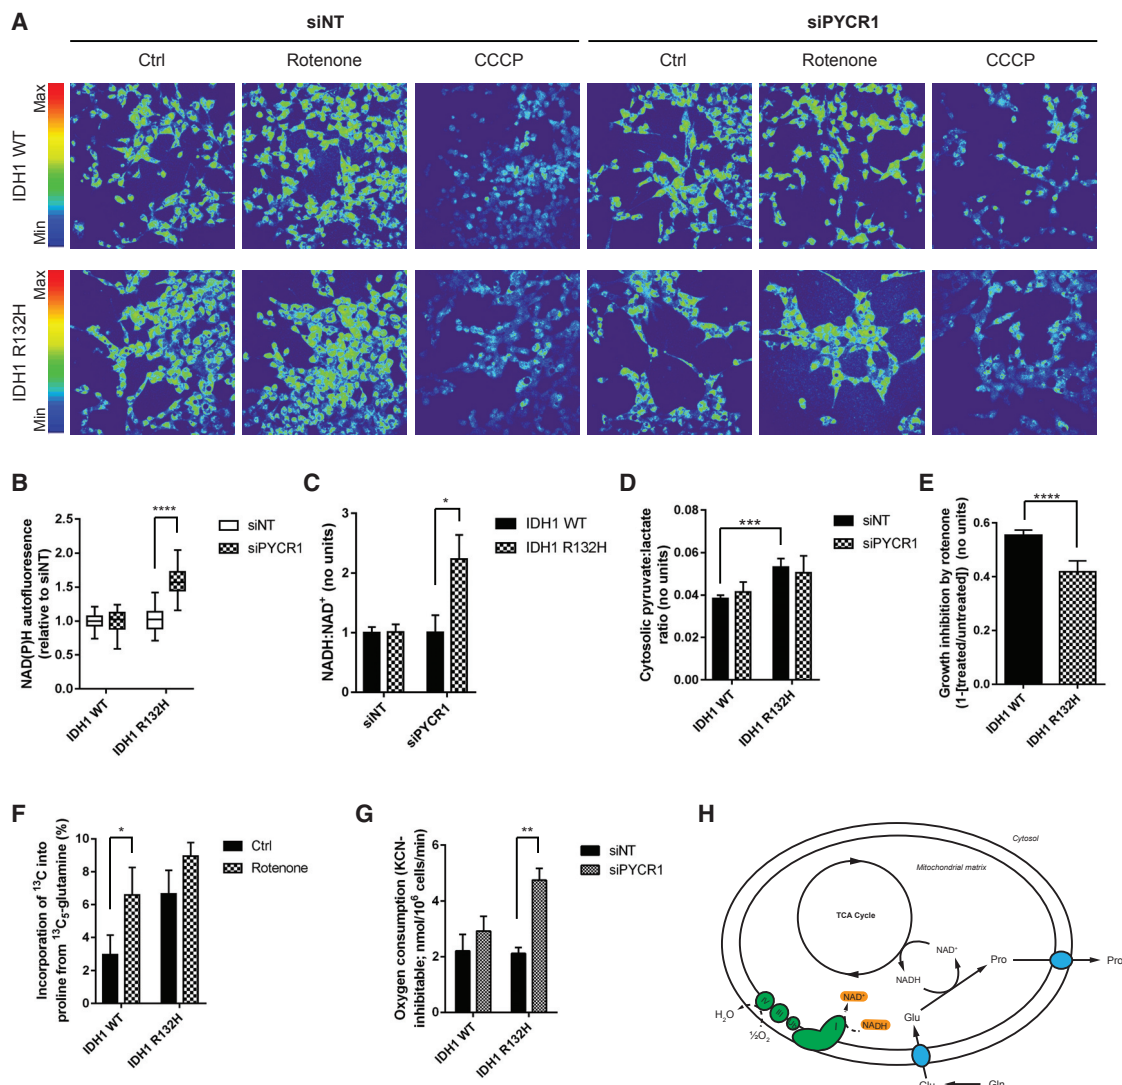 A
siNT
siPYCR1
Ctrl
Rotenone
CCCP
Ctrl
Rotenone
CCCP
Max
Min
IDH1 WT
Max
Min
IDH1 R132H
B
NAD(P)H autofluoresence
(relative to siNT)
2.5
2.0
1.5
1.0
0.5
0.0
****
IDH1 WT
IDH1 R132H
siNT
siPYCR1
C
NADH:NAD⁺ (no units)
3
2
1
0
*
siNT
siPYCR1
IDH1 WT
IDH1 R132H
D
Cytosolic pyruvate:lactate
ratio (no units)
0.08
0.06
0.04
0.02
0.00
***
IDH1 WT
IDH1 R132H
siNT
siPYCR1
E
Growth inhibition by rotenone
(1-[treated/untreated]) (no units)
0.6
0.4
0.2
0.0
****
IDH1 WT
IDH1 R132H
F
Incorporation of ¹³C into
proline from ¹³C₅-glutamine (%)
10
8
6
4
2
0
*
IDH1 WT
IDH1 R132H
Ctrl
Rotenone
G
Oxygen consumption (KCN-
inhibitable; nmol/10⁶ cells/min)
6
4
2
0
**
IDH1 WT
IDH1 R132H
siNT
siPYCR1
H
Cytosol
Mitochondrial matrix
TCA Cycle
NAD⁺
NADH
Pro
Pro
NAD⁺
NADH
Glu
H₂O
½O₂
IV
III
I
Glu
Gln